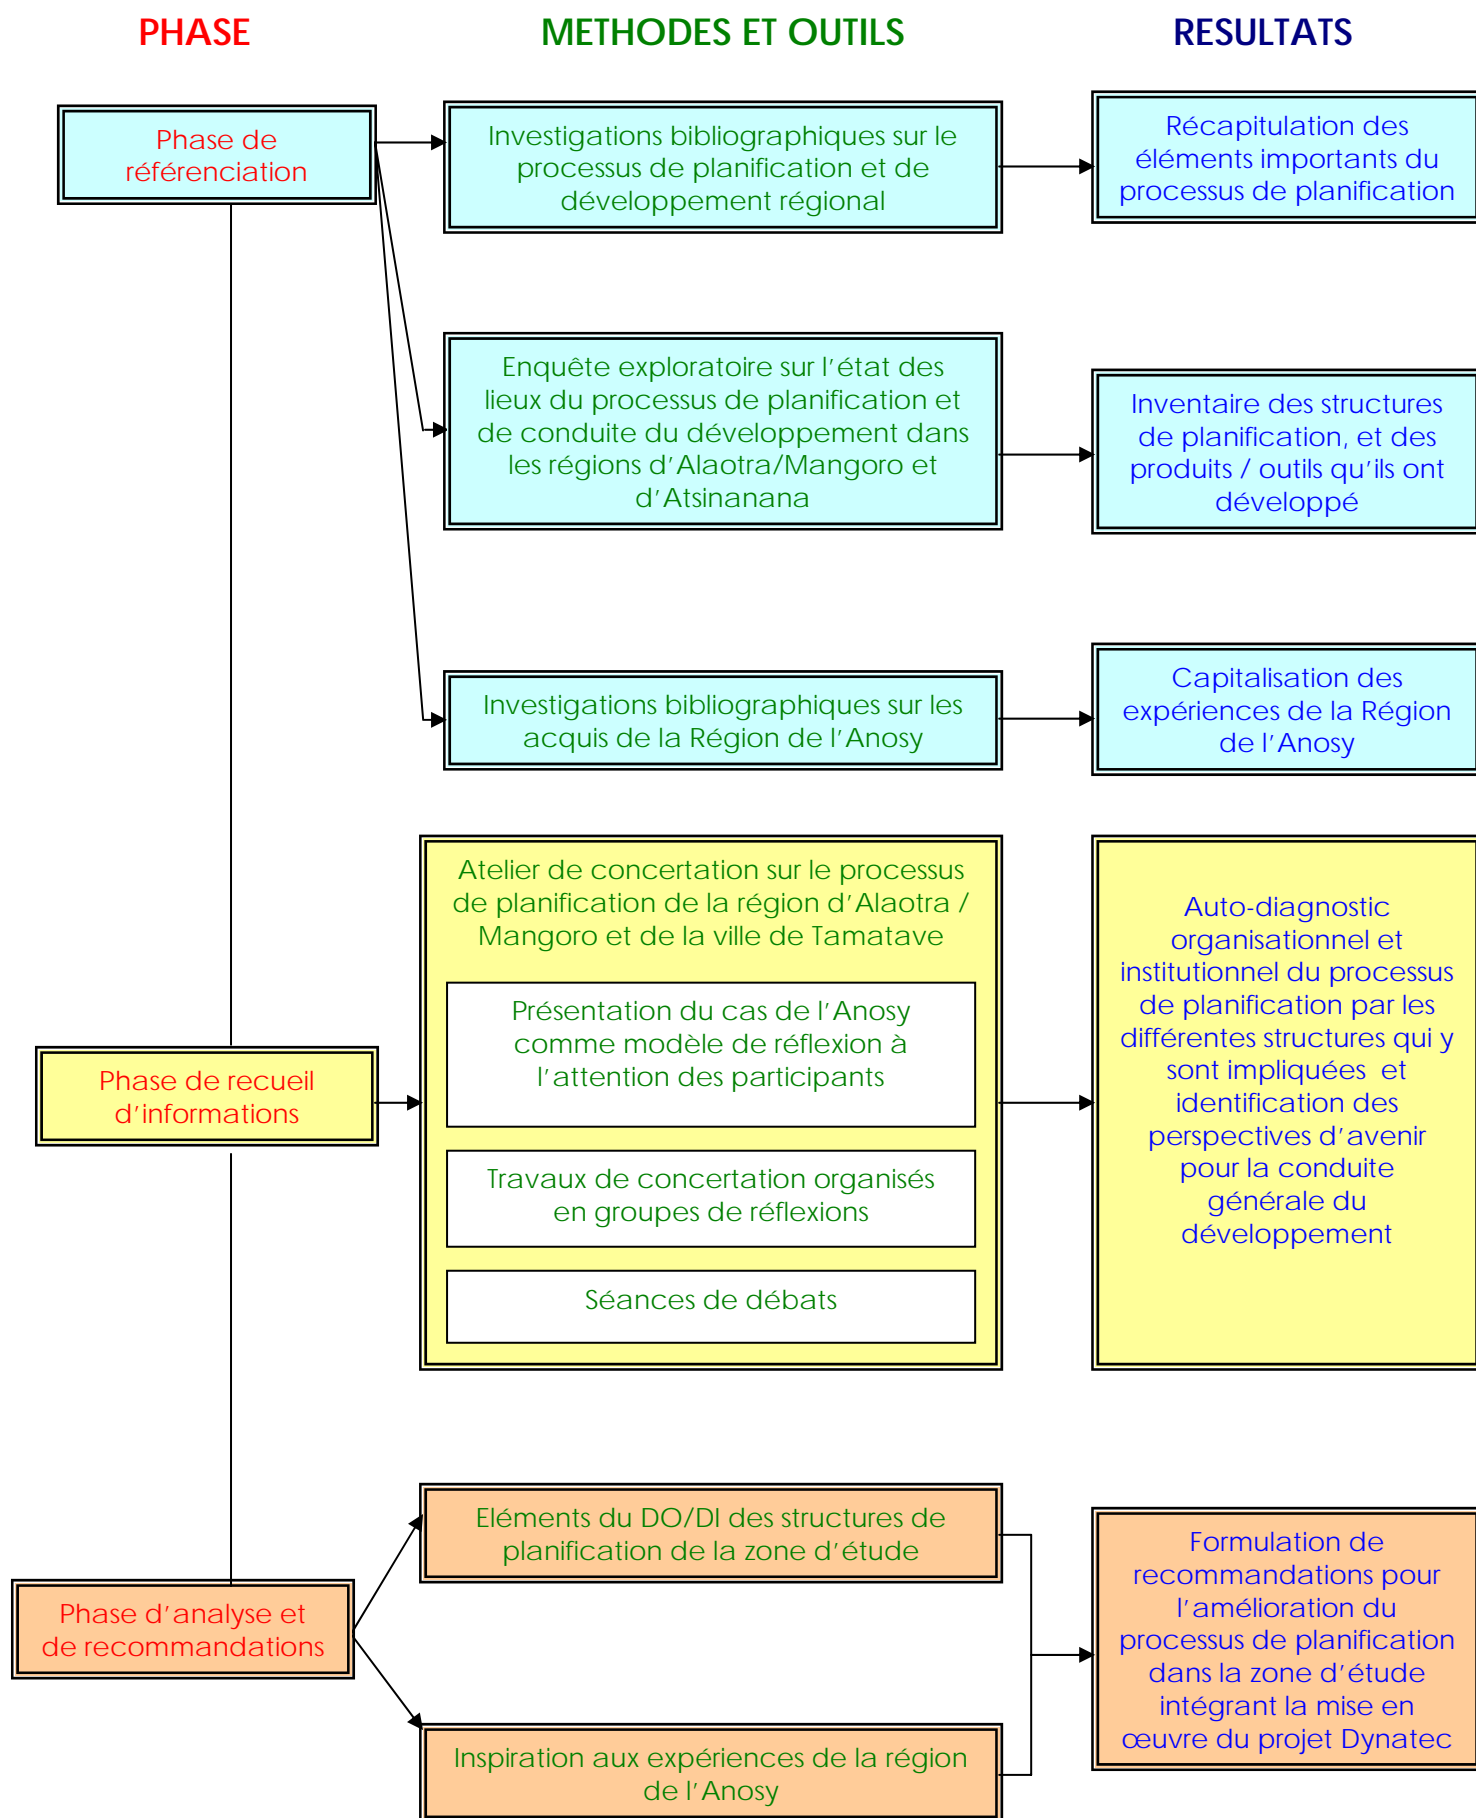 PHASE
METHODES ET OUTILS
RESULTATS
Phase de
référenciation
Investigations bibliographiques sur le
processus de planification et de
développement régional
Récapitulation des
éléments importants du
processus de planification
Enquête exploratoire sur l'état des
lieux du processus de planification et
de conduite du développement dans
les régions d'Alaotra/Mangoro et
d'Atsinanana
Inventaire des structures
de planification, et des
produits / outils qu'ils ont
développé
Investigations bibliographiques sur les
acquis de la Région de l'Anosy
Capitalisation des
expériences de la Région
de l'Anosy
Phase de recueil
d'informations
Atelier de concertation sur le processus
de planification de la région d'Alaotra /
Mangoro et de la ville de Tamatave
Présentation du cas de l'Anosy
comme modèle de réflexion à
l'attention des participants
Travaux de concertation organisés
en groupes de réflexions
Séances de débats
Auto-diagnostic
organisationnel et
institutionnel du processus
de planification par les
différentes structures qui y
sont impliquées et
identification des
perspectives d'avenir
pour la conduite
générale du
développement
Phase d'analyse et
de recommandations
Eléments du DO/DI des structures de
planification de la zone d'étude
Inspiration aux expériences de la région
de l'Anosy
Formulation de
recommandations pour
l'amélioration du
processus de planification
dans la zone d'étude
intégrant la mise en
œuvre du projet Dynatec